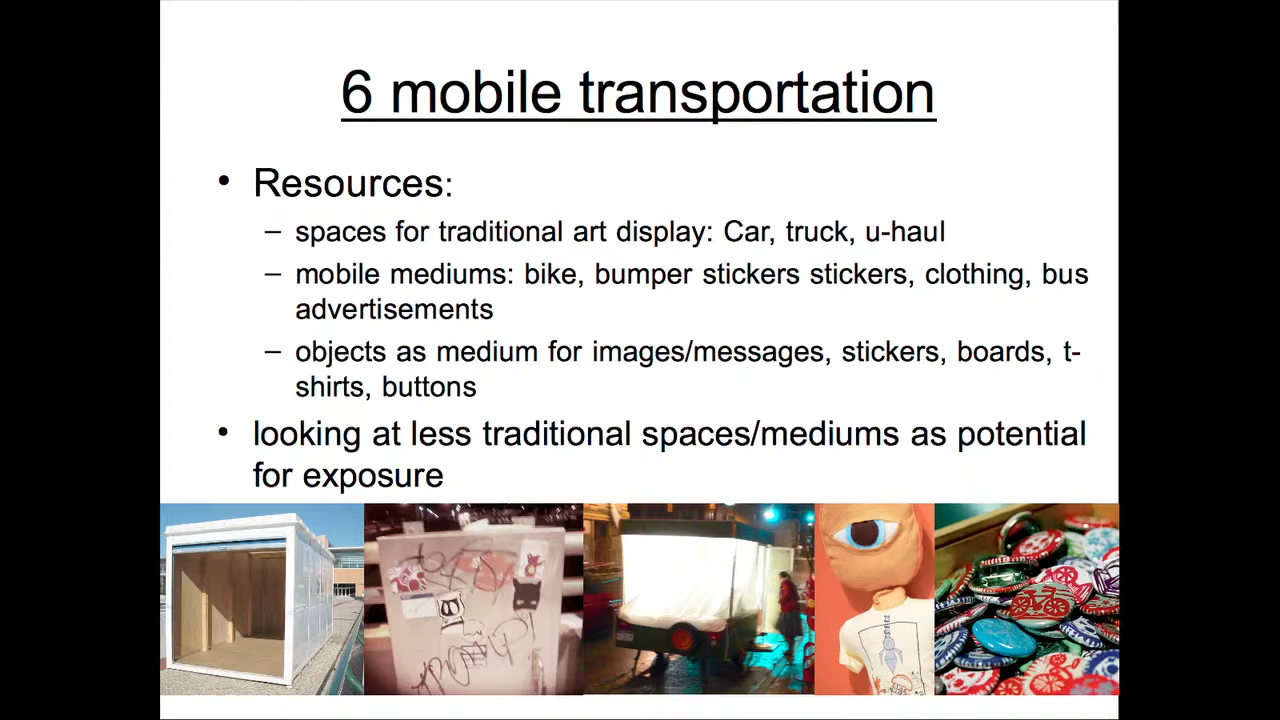 6 mobile transportation
• Resources:
– spaces for traditional art display: Car, truck, u-haul
– mobile mediums: bike, bumper stickers stickers, clothing, bus
advertisements
– objects as medium for images/messages, stickers, boards, t-
shirts, buttons
• looking at less traditional spaces/mediums as potential
for exposure